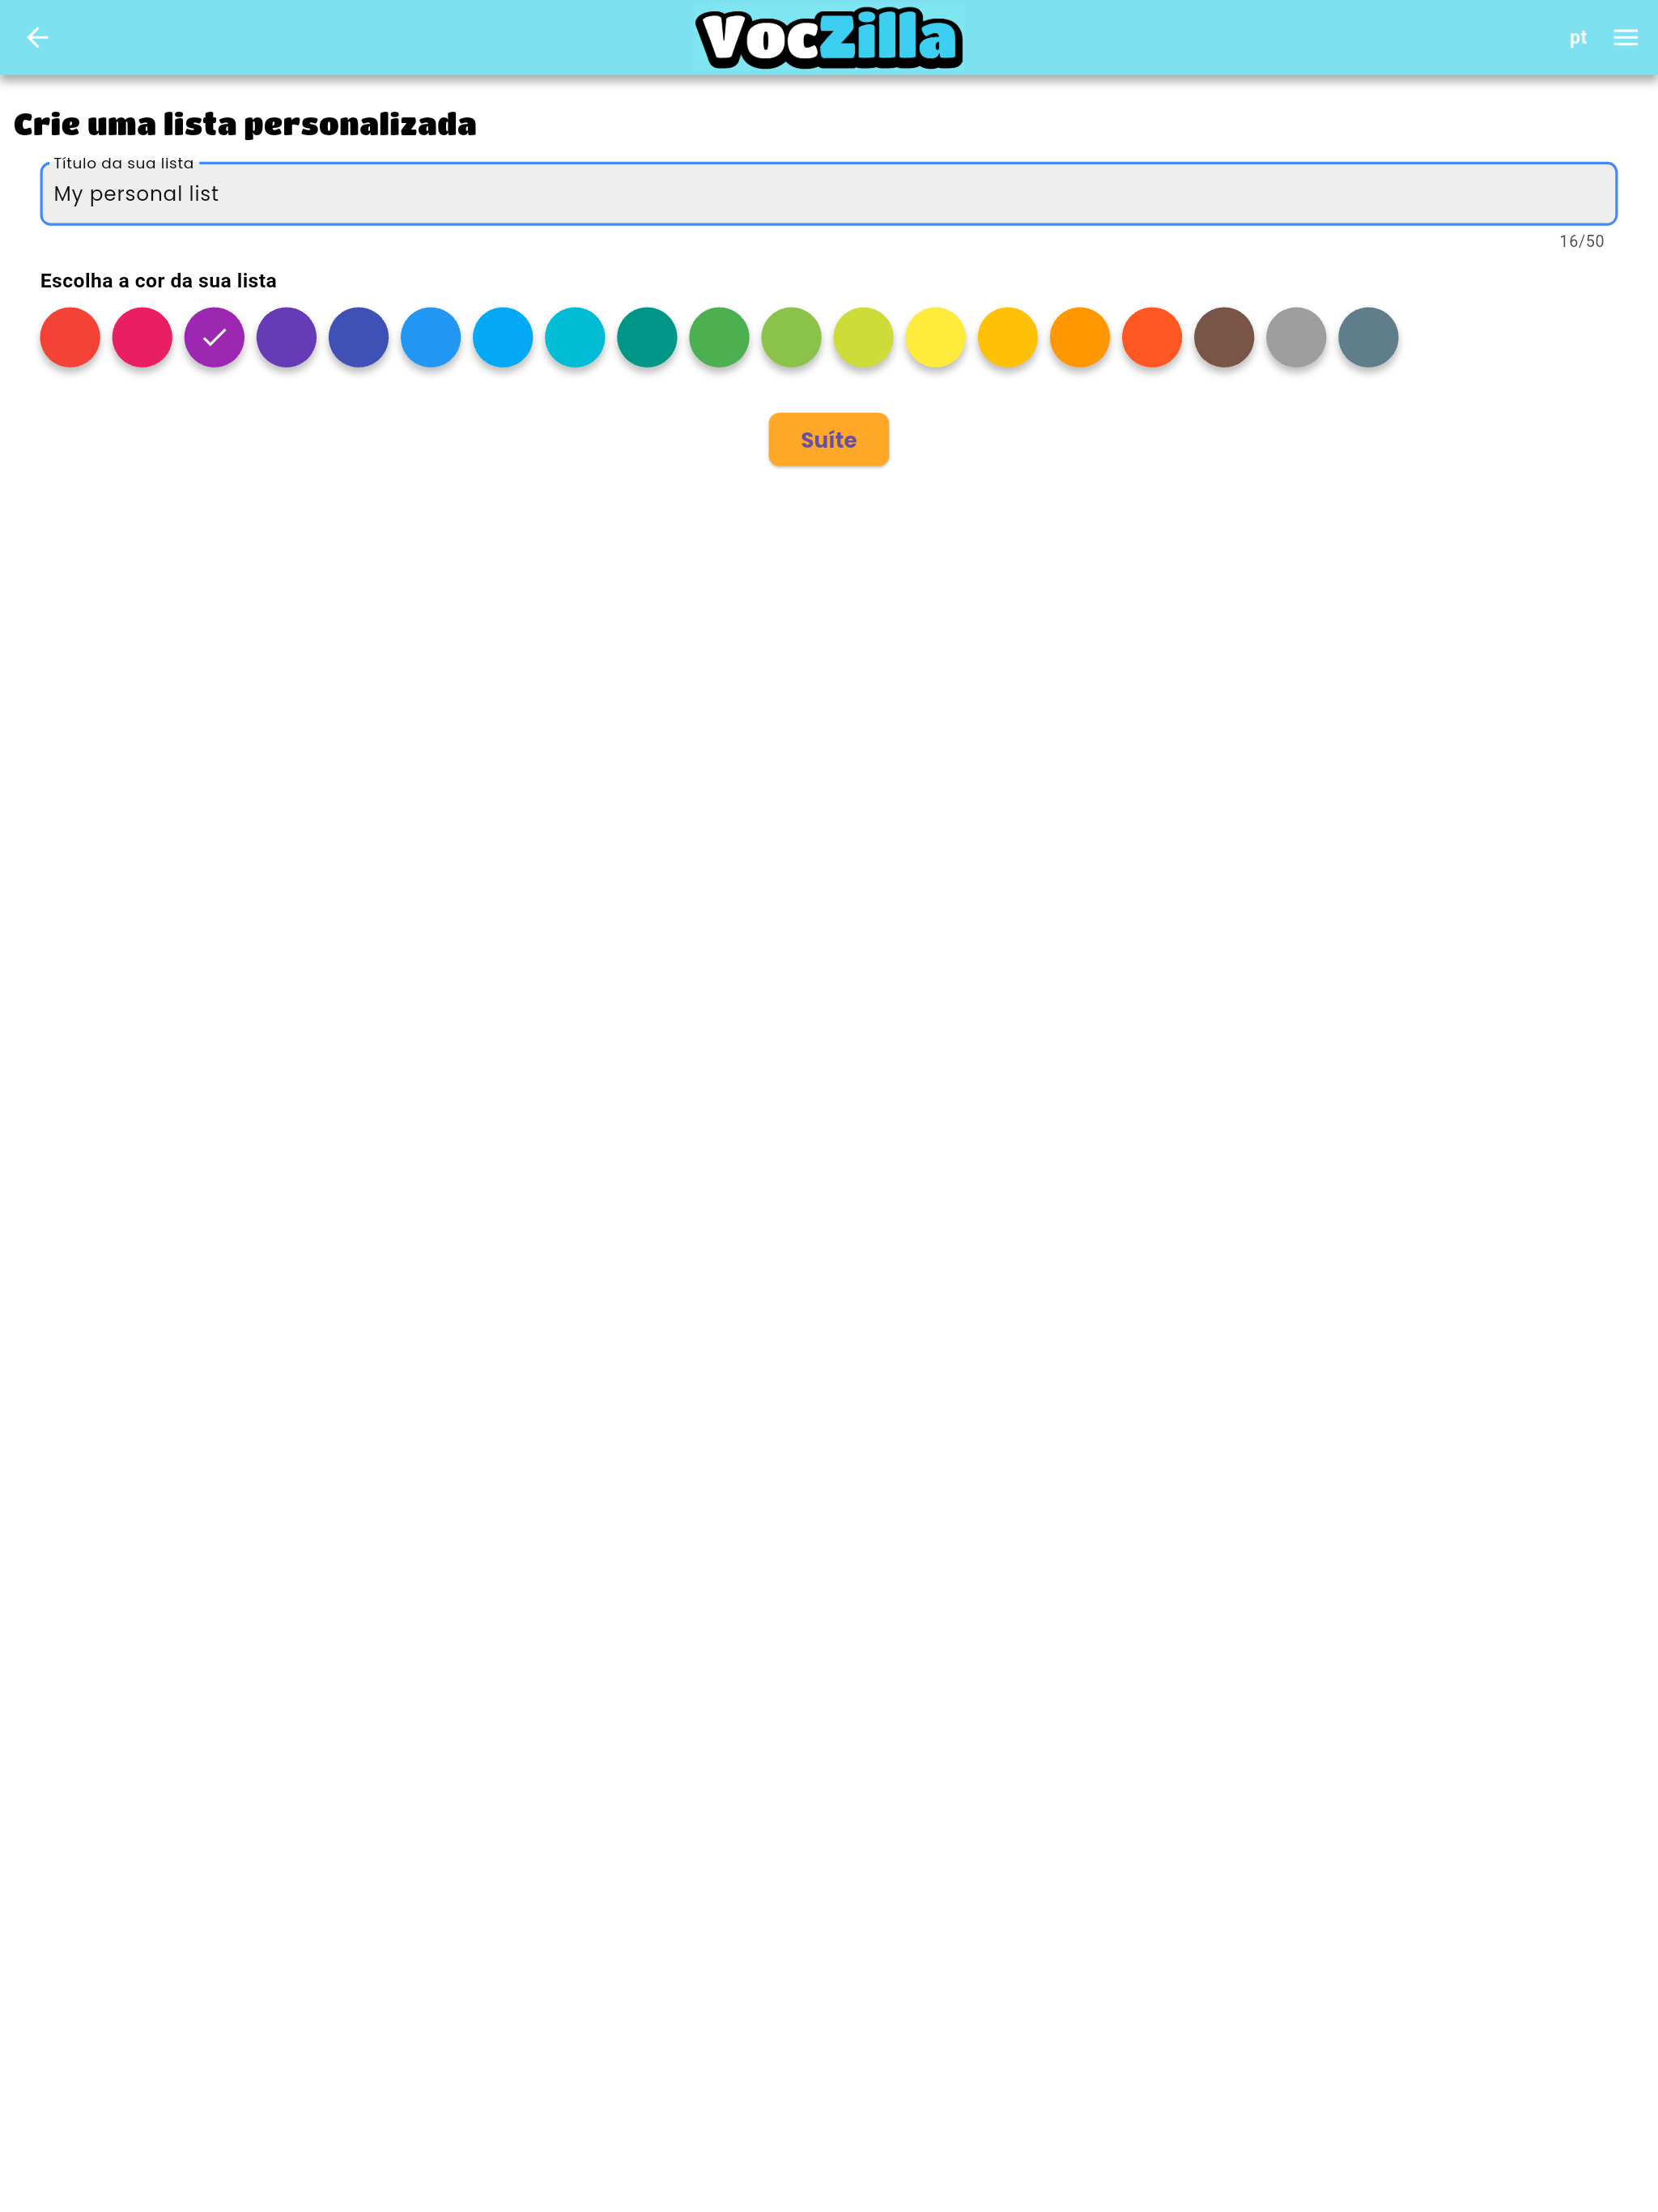 VocZilla
pt
Crie uma lista personalizada
Título da sua lista
My personal list
16/50
Escolha a cor da sua lista
Suíte